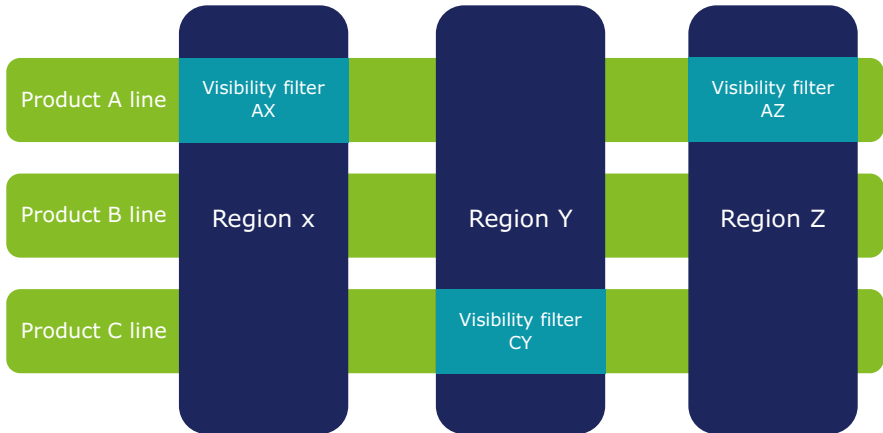 Product A line
Visibility filter
AX
Visibility filter
AZ
Product B line
Region x
Region Y
Region Z
Product C line
Visibility filter
CY